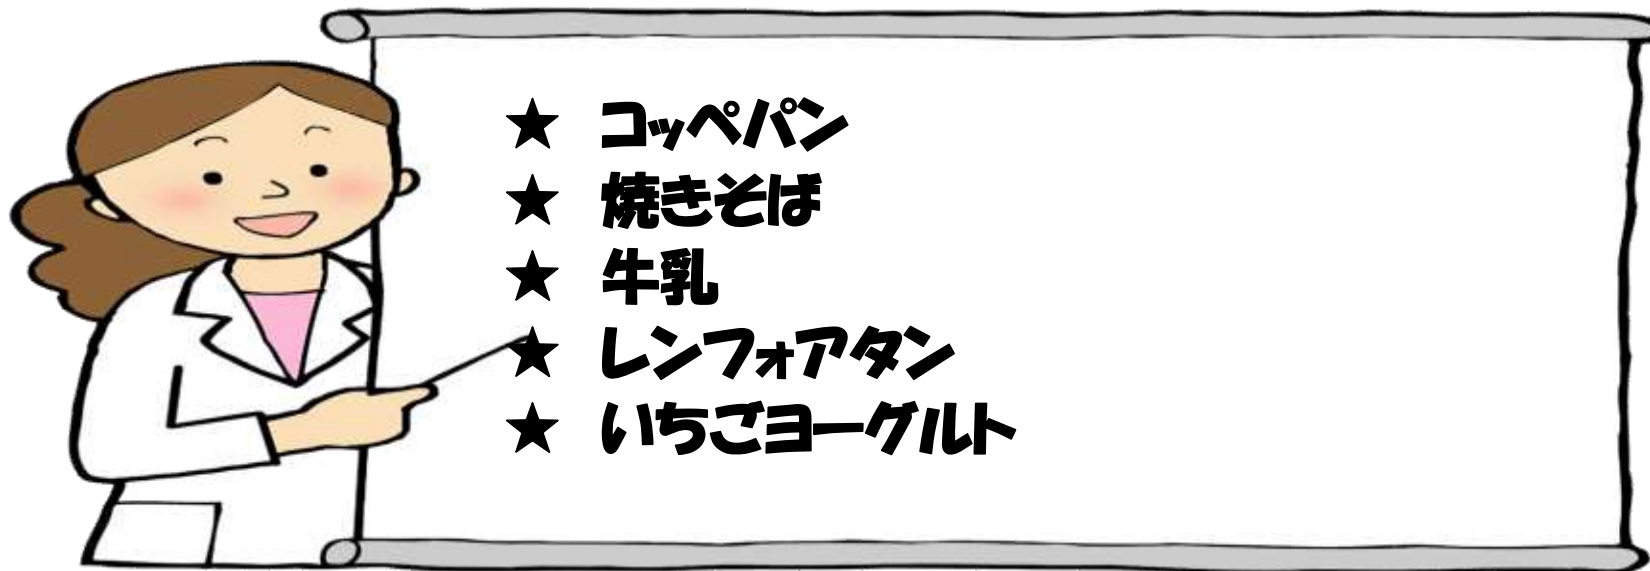 ★ コッペパン
★ 焼きそば
★ 牛乳
★ レンフォアタン
★ いちごヨーグルト